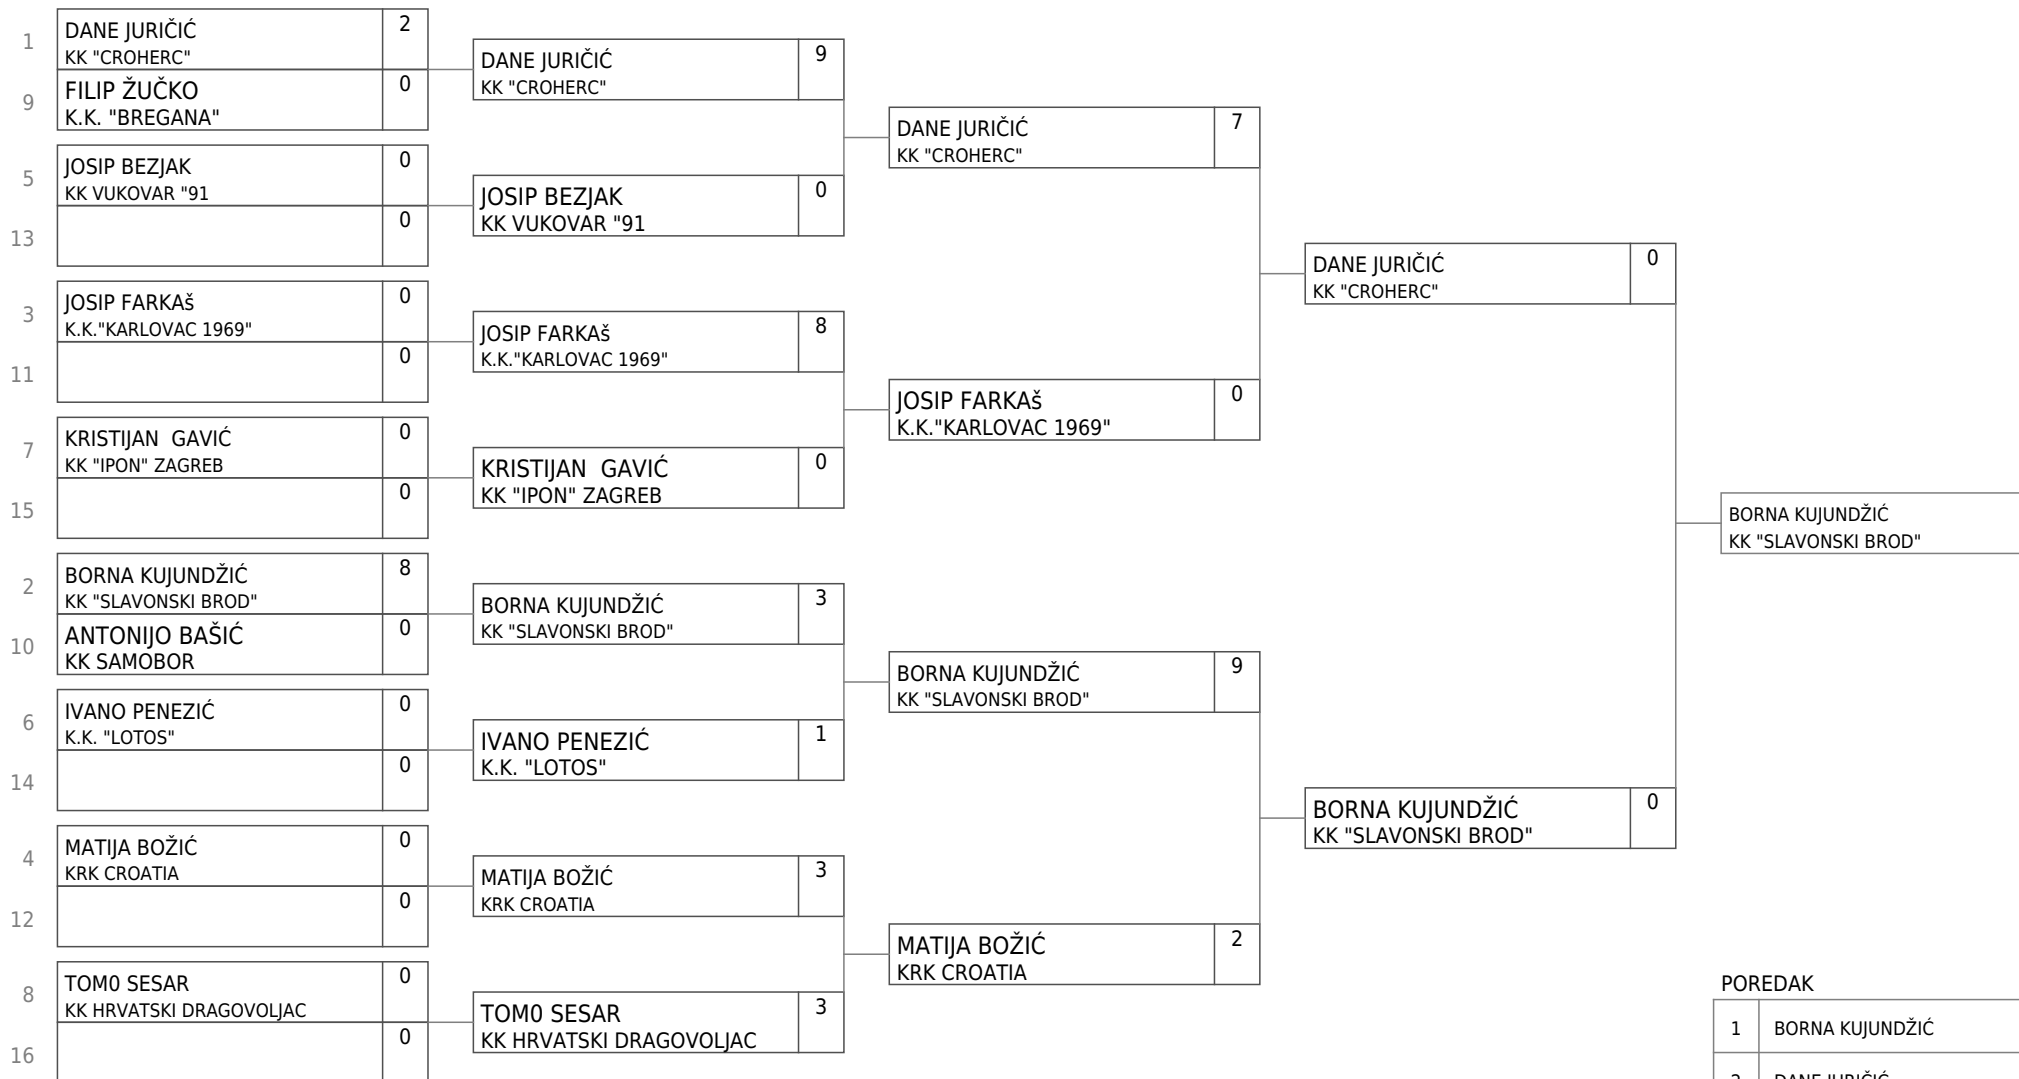 1
DANE JURIČIĆ
KK "CROHERC"
2
9
FILIP ŽUČKO
K.K. "BREGANA"
0
5
JOSIP BEZJAK
KK VUKOVAR "91
0
13
0
3
JOSIP FARKAš
K.K."KARLOVAC 1969"
0
11
0
7
KRISTIJAN  GAVIĆ
KK "IPON" ZAGREB
0
15
0
2
BORNA KUJUNDŽIĆ
KK "SLAVONSKI BROD"
8
10
ANTONIJO BAŠIĆ
KK SAMOBOR
0
6
IVANO PENEZIĆ
K.K. "LOTOS"
0
14
0
4
MATIJA BOŽIĆ
KRK CROATIA
0
12
0
8
TOM0 SESAR
KK HRVATSKI DRAGOVOLJAC
0
16
0
DANE JURIČIĆ
KK "CROHERC"
9
JOSIP BEZJAK
KK VUKOVAR "91
0
JOSIP FARKAš
K.K."KARLOVAC 1969"
8
KRISTIJAN  GAVIĆ
KK "IPON" ZAGREB
0
BORNA KUJUNDŽIĆ
KK "SLAVONSKI BROD"
3
IVANO PENEZIĆ
K.K. "LOTOS"
1
MATIJA BOŽIĆ
KRK CROATIA
3
TOM0 SESAR
KK HRVATSKI DRAGOVOLJAC
3
DANE JURIČIĆ
KK "CROHERC"
7
JOSIP FARKAš
K.K."KARLOVAC 1969"
0
BORNA KUJUNDŽIĆ
KK "SLAVONSKI BROD"
9
MATIJA BOŽIĆ
KRK CROATIA
2
DANE JURIČIĆ
KK "CROHERC"
0
BORNA KUJUNDŽIĆ
KK "SLAVONSKI BROD"
0
BORNA KUJUNDŽIĆ
KK "SLAVONSKI BROD"
POREDAK
1 BORNA KUJUNDŽIĆ
2 DANE JURIČIĆ